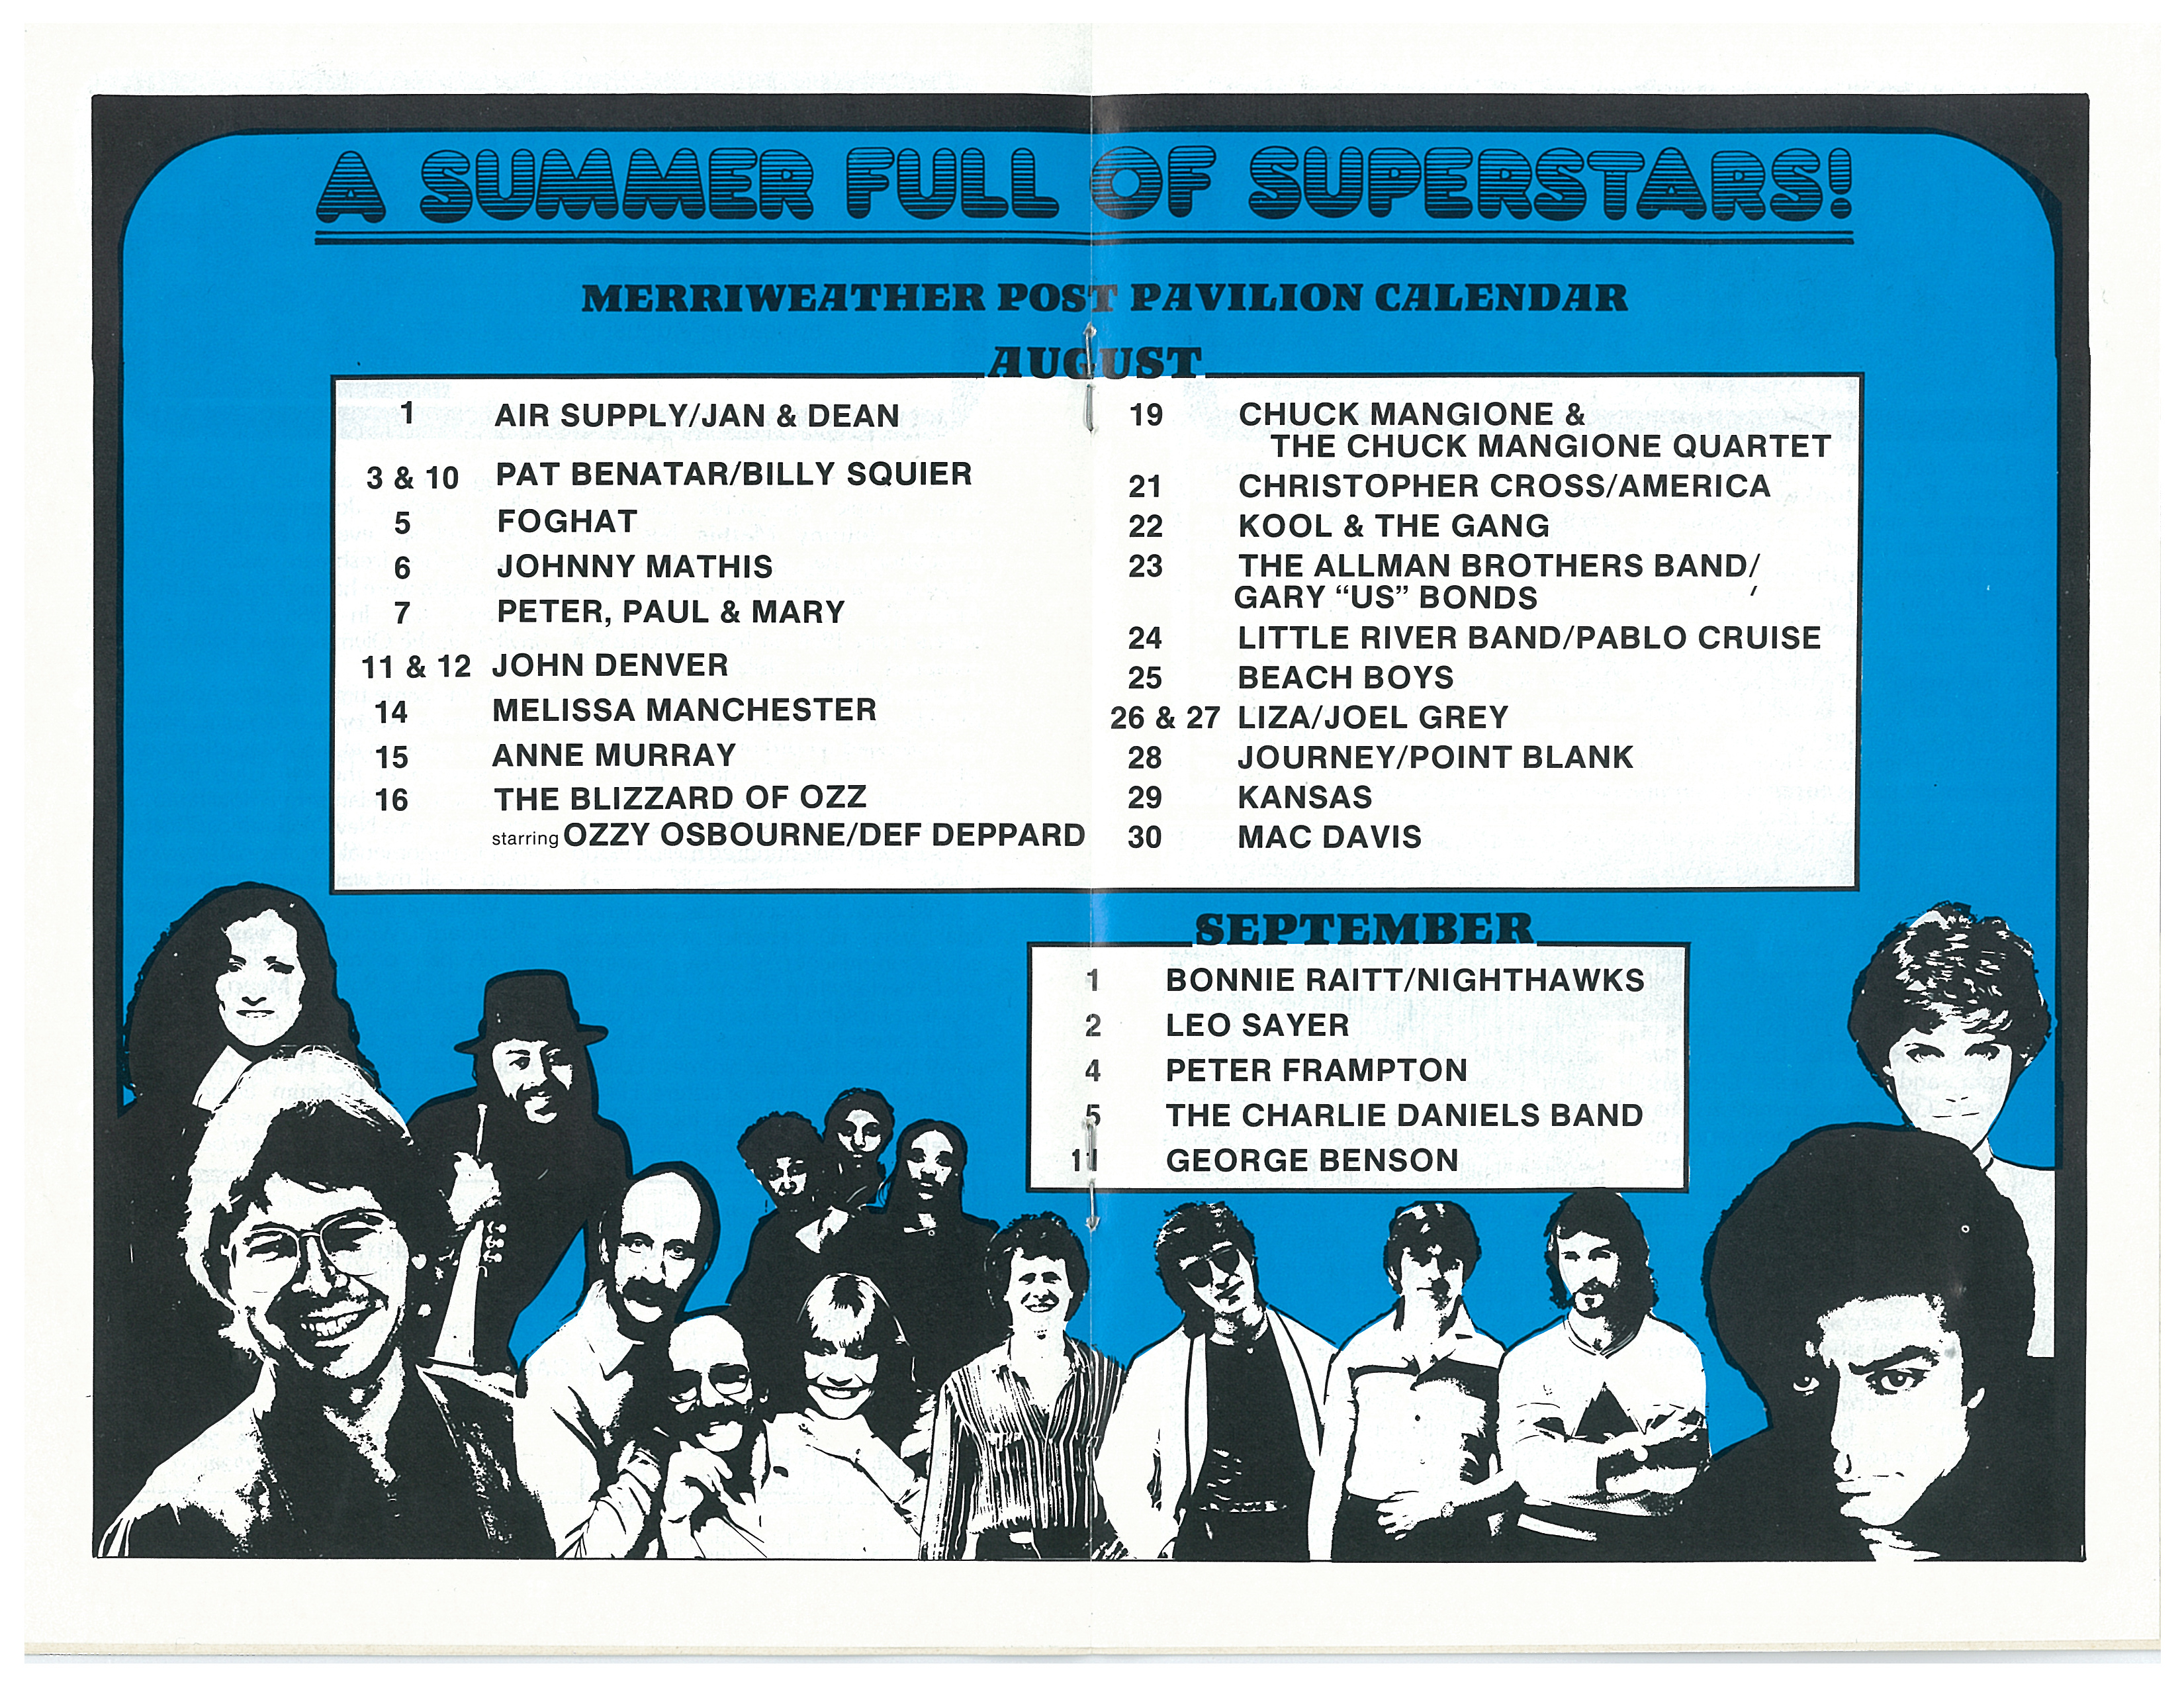 A SUMMER FULL OF SUPERSTARS!
MERRIWEATHER POST PAVILION CALENDAR
AUGUST
1 AIR SUPPLY/JAN & DEAN
3 & 10 PAT BENATAR/BILLY SQUIER
5 FOGHAT
6 JOHNNY MATHIS
7 PETER, PAUL & MARY
11 & 12 JOHN DENVER
14 MELISSA MANCHESTER
15 ANNE MURRAY
16 THE BLIZZARD OF OZZ
starring OZZY OSBOURNE/DEF DEPPARD
19 CHUCK MANGIONE &
THE CHUCK MANGIONE QUARTET
21 CHRISTOPHER CROSS/AMERICA
22 KOOL & THE GANG
23 THE ALLMAN BROTHERS BAND/
GARY “US” BONDS
24 LITTLE RIVER BAND/PABLO CRUISE
25 BEACH BOYS
26 & 27 LIZA/JOEL GREY
28 JOURNEY/POINT BLANK
29 KANSAS
30 MAC DAVIS
SEPTEMBER
1 BONNIE RAITT/NIGHTHAWKS
2 LEO SAYER
4 PETER FRAMPTON
5 THE CHARLIE DANIELS BAND
11 GEORGE BENSON